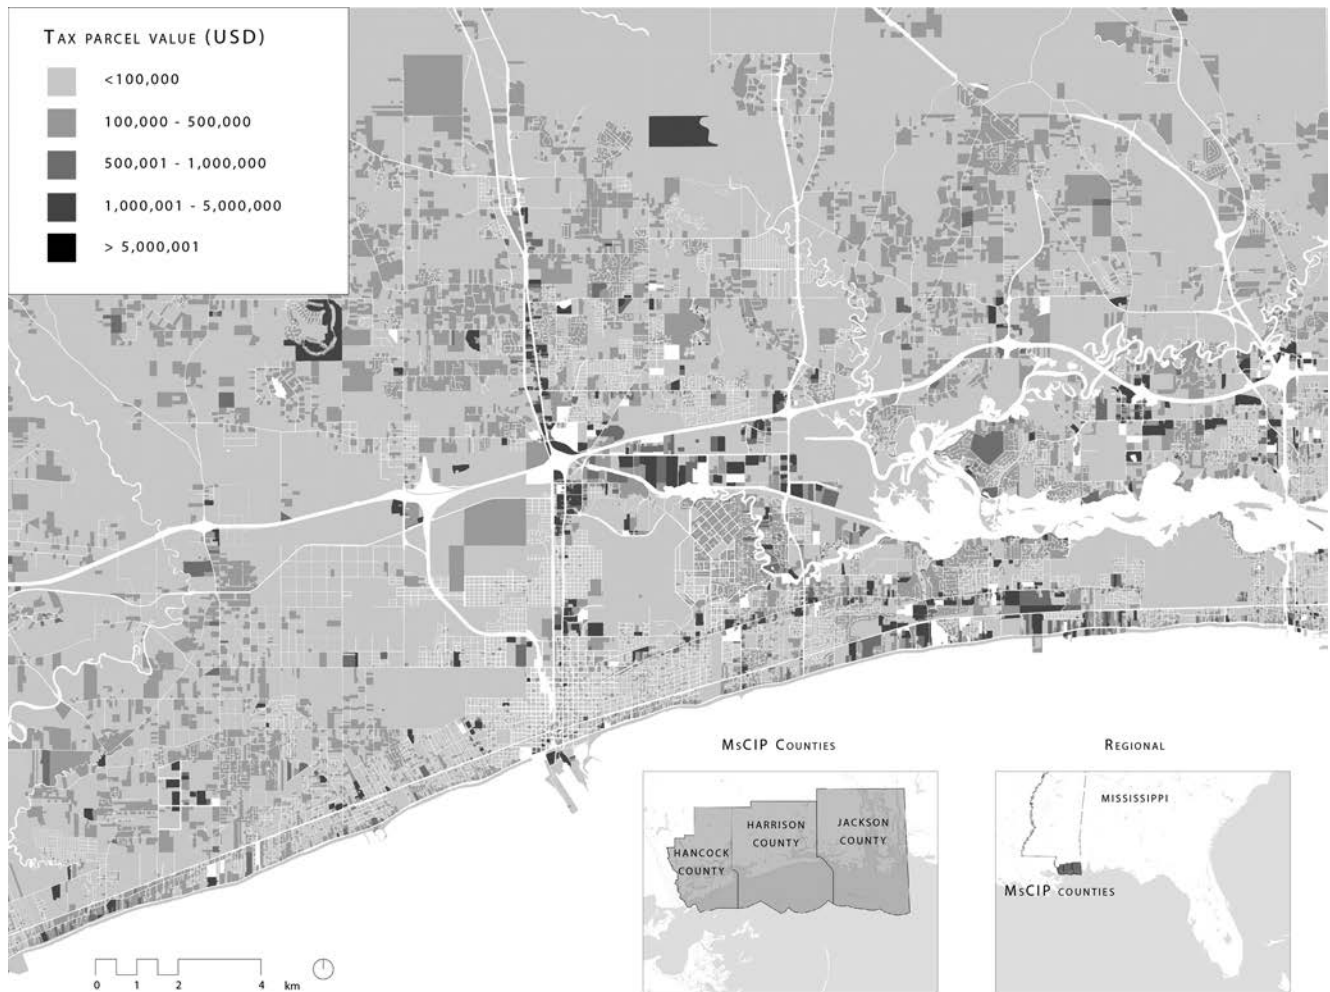 Tax parcel value (USD)
<100,000
100,000 - 500,000
500,001 - 1,000,000
1,000,001 - 5,000,000
> 5,000,001
MsCIP Counties
Regional
MISSISSIPPI
HARRISON
COUNTY
JACKSON
COUNTY
HANCOCK
COUNTY
MsCIP counties
0 1 2 4 km